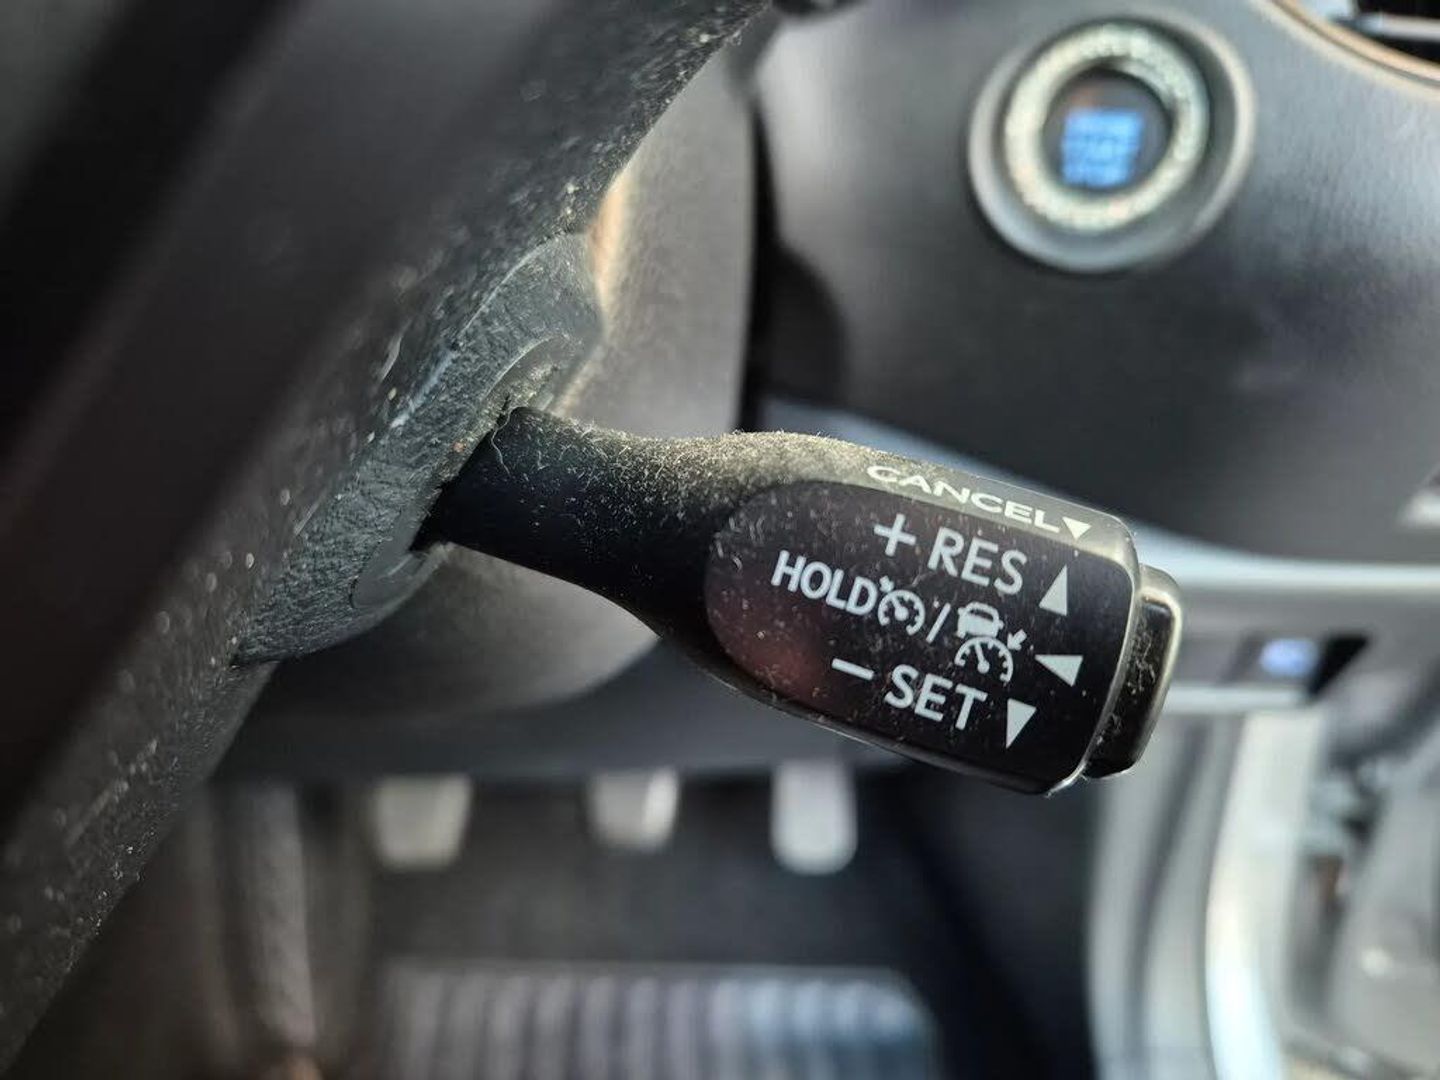 CANCEL▼
+ RES ▲
HOLD /
− SET ▼